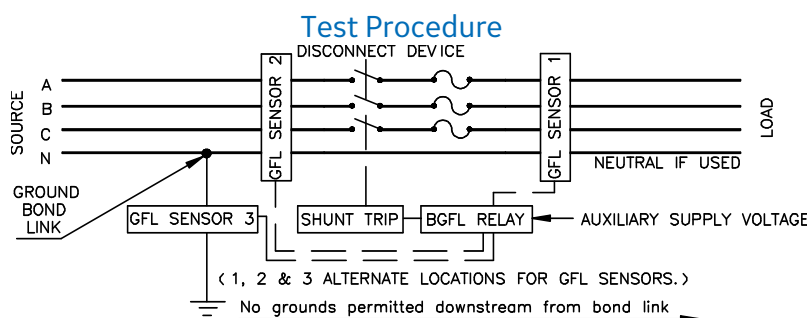 Test Procedure
DISCONNECT DEVICE
SOURCE
A
B
C
N
GFL SENSOR 2
GFL SENSOR 1
LOAD
NEUTRAL IF USED
GROUND
BOND
LINK
GFL SENSOR 3
SHUNT TRIP
BGFL RELAY
AUXILIARY SUPPLY VOLTAGE
( 1, 2 & 3 ALTERNATE LOCATIONS FOR GFL SENSORS.)
No grounds permitted downstream from bond link